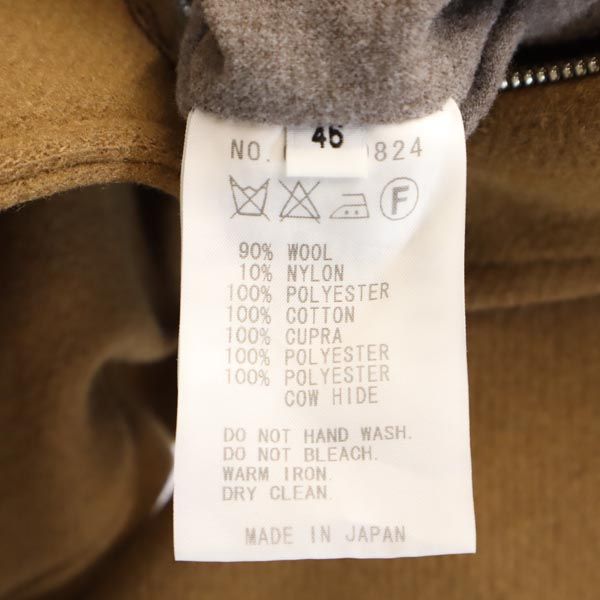 46
NO. 0824
F
90% WOOL
10% NYLON
100% POLYESTER
100% COTTON
100% CUPRA
100% POLYESTER
100% POLYESTER
COW HIDE
DO NOT HAND WASH.
DO NOT BLEACH.
WARM IRON.
DRY CLEAN.
MADE IN JAPAN